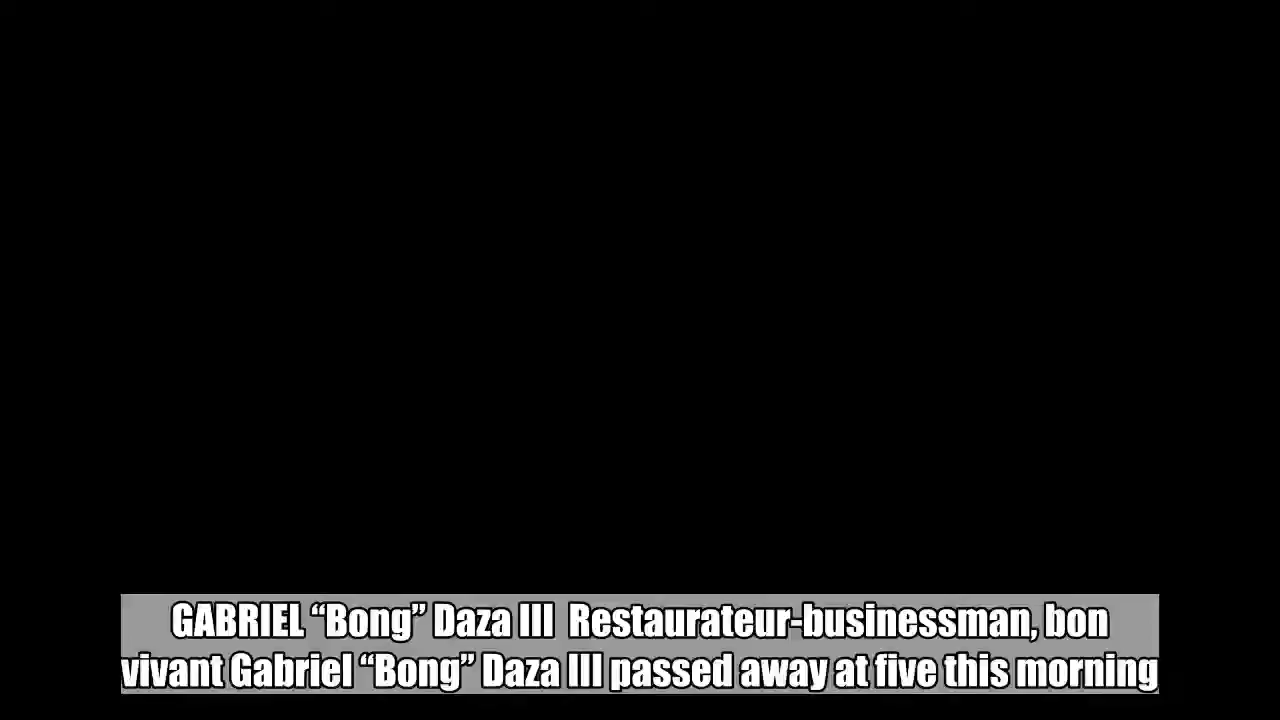 GABRIEL “Bong” Daza III  Restaurateur-businessman, bon
vivant Gabriel “Bong” Daza III passed away at five this morning